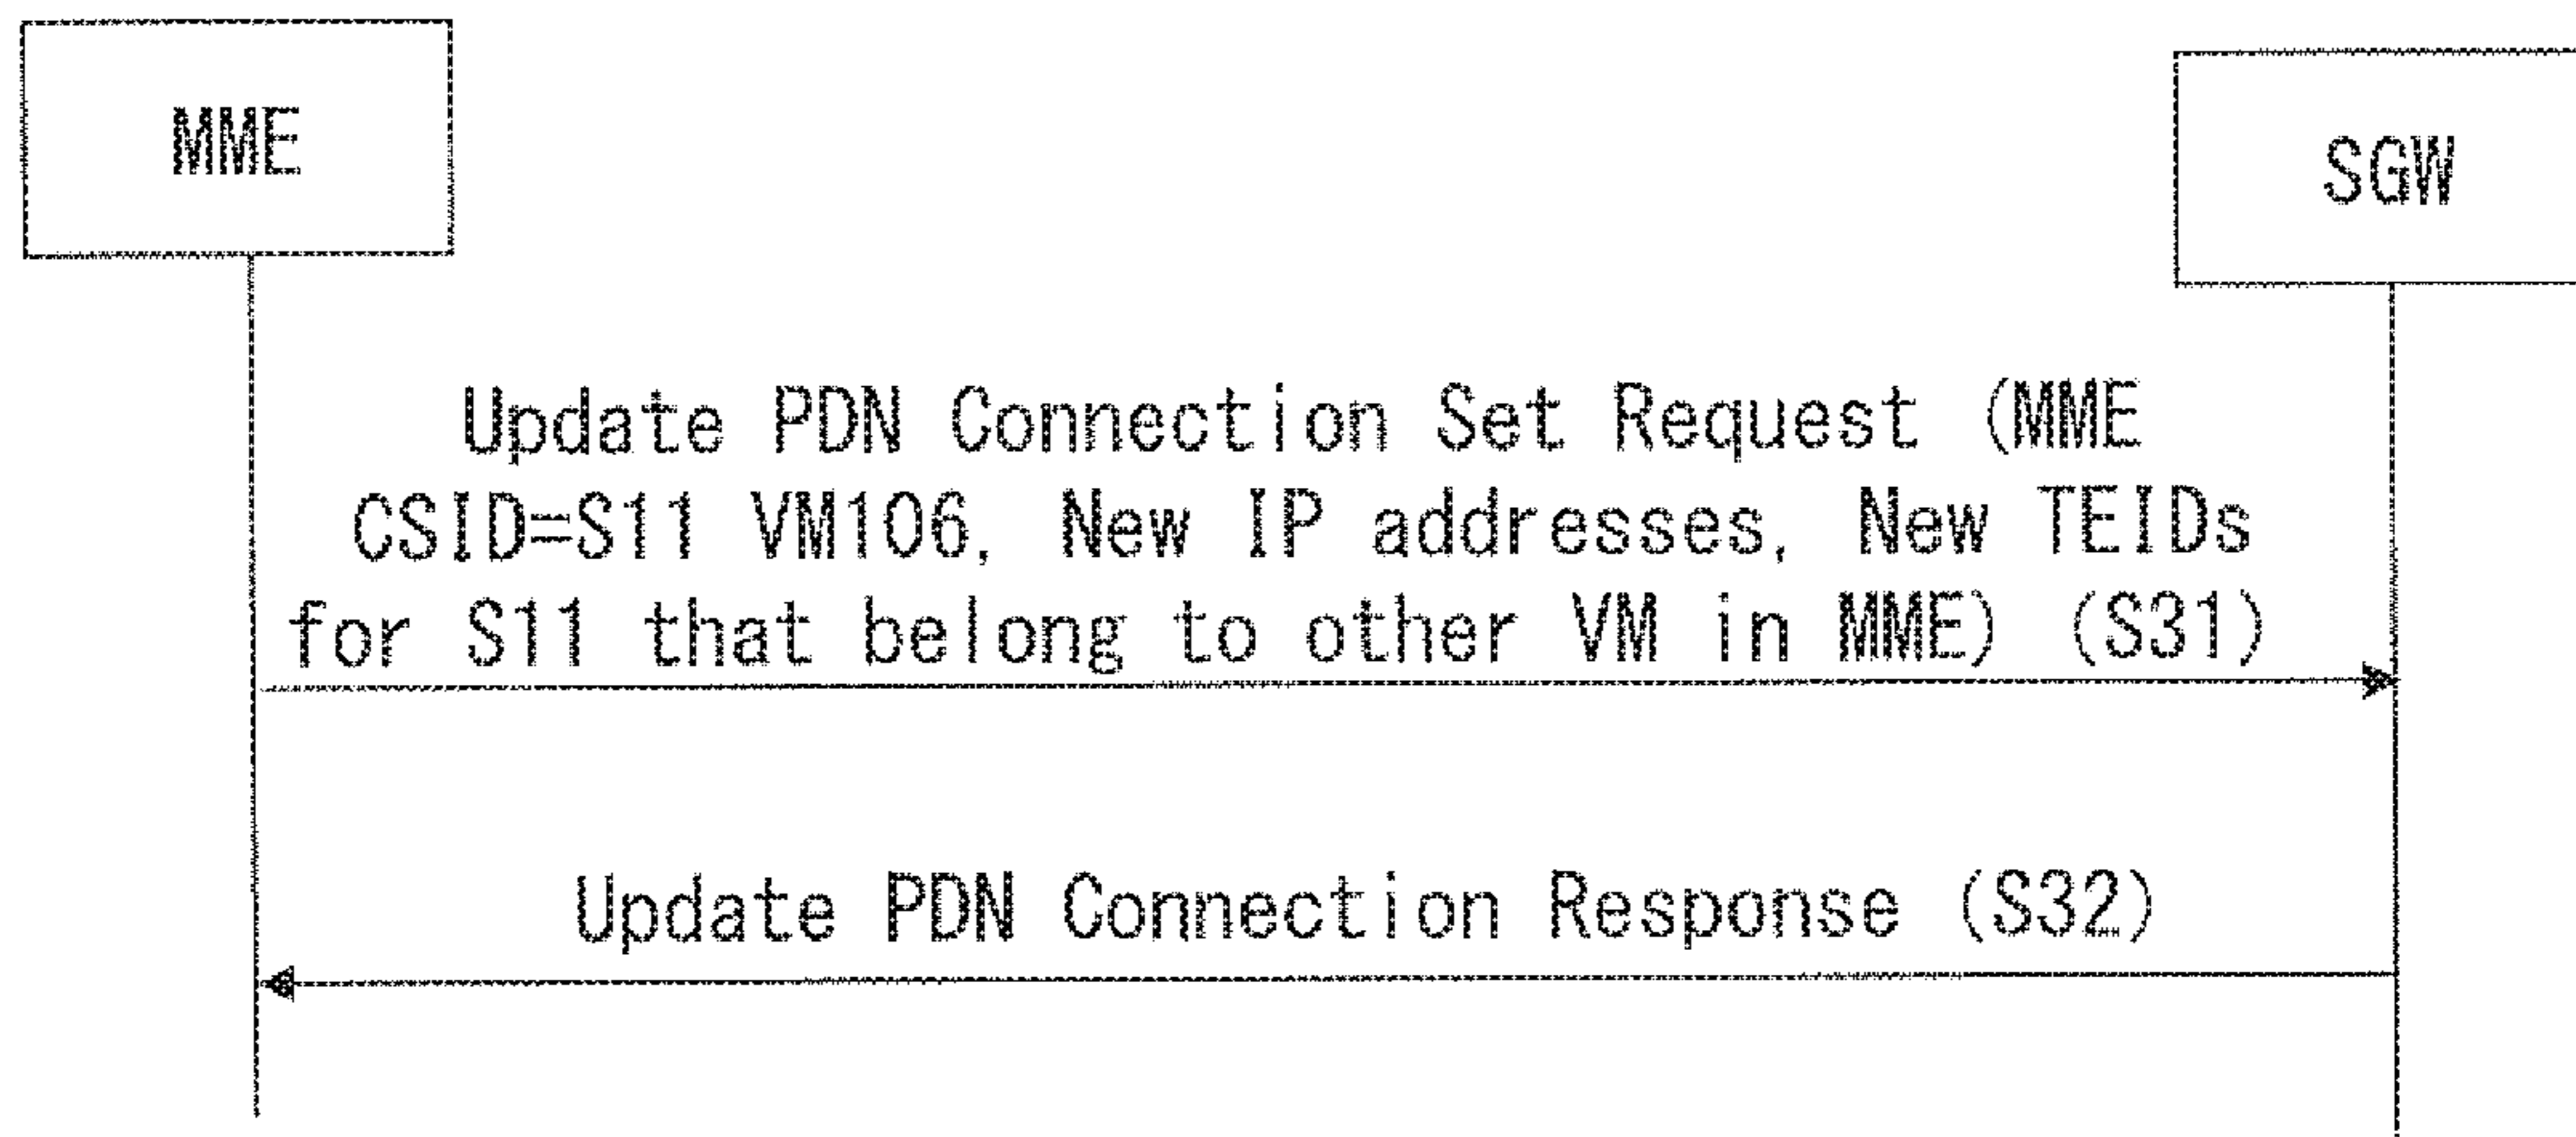 MME
SGW
Update PDN Connection Set Request (MME
CSID=S11 VM106, New IP addresses, New TEIDs
for S11 that belong to other VM in MME) (S31)
Update PDN Connection Response (S32)